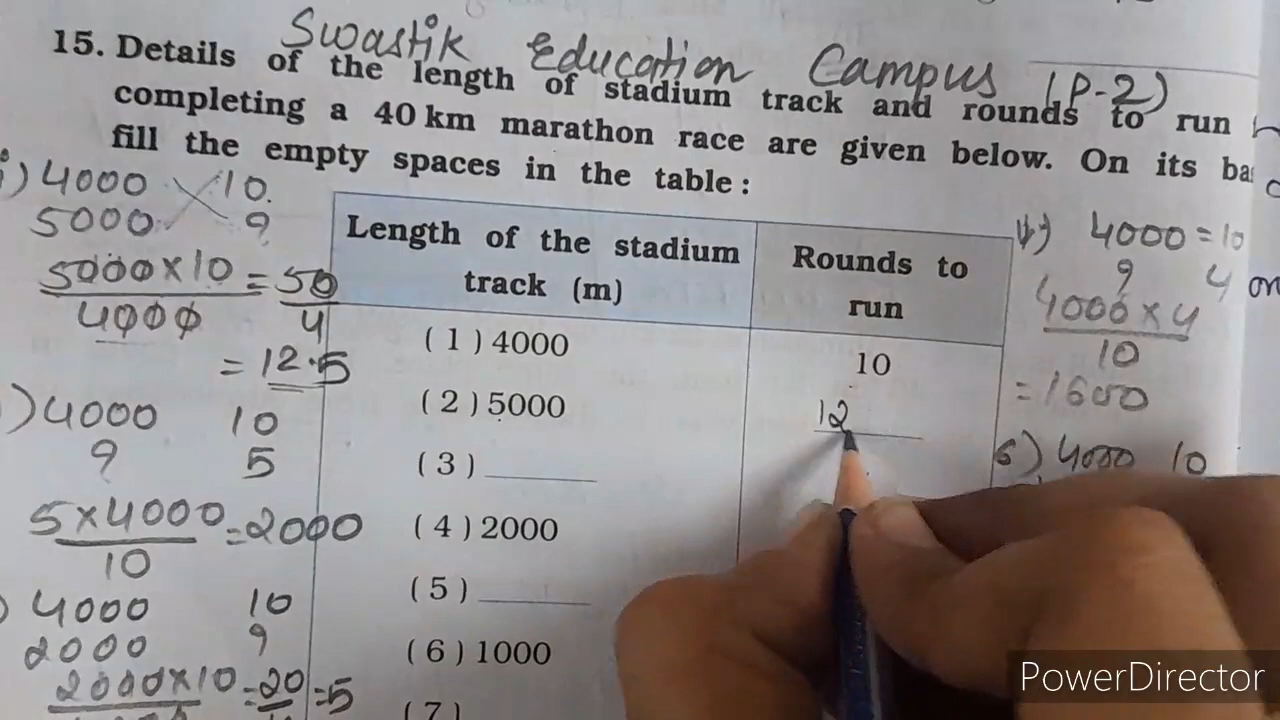 Swastik Education Campus (P-2)
15. Details of the length of stadium track and rounds to run
completing a 40 km marathon race are given below. On its ba
fill the empty spaces in the table :
) 4000 10.
5000 9
5000×10 = 50
4000 4
= 12.5
) 4000 10
9 5
5×4000 = 2000
10
) 4000 10
2000 9
2000×10 = 20 = 5
Length of the stadium track (m)
Rounds to run
( 1 ) 4000 10
( 2 ) 5000 12
( 3 )
( 4 ) 2000
( 5 )
( 6 ) 1000
( 7 )
4000 = 10
9 4
4000×4
10
= 1600
4000 10
PowerDirector